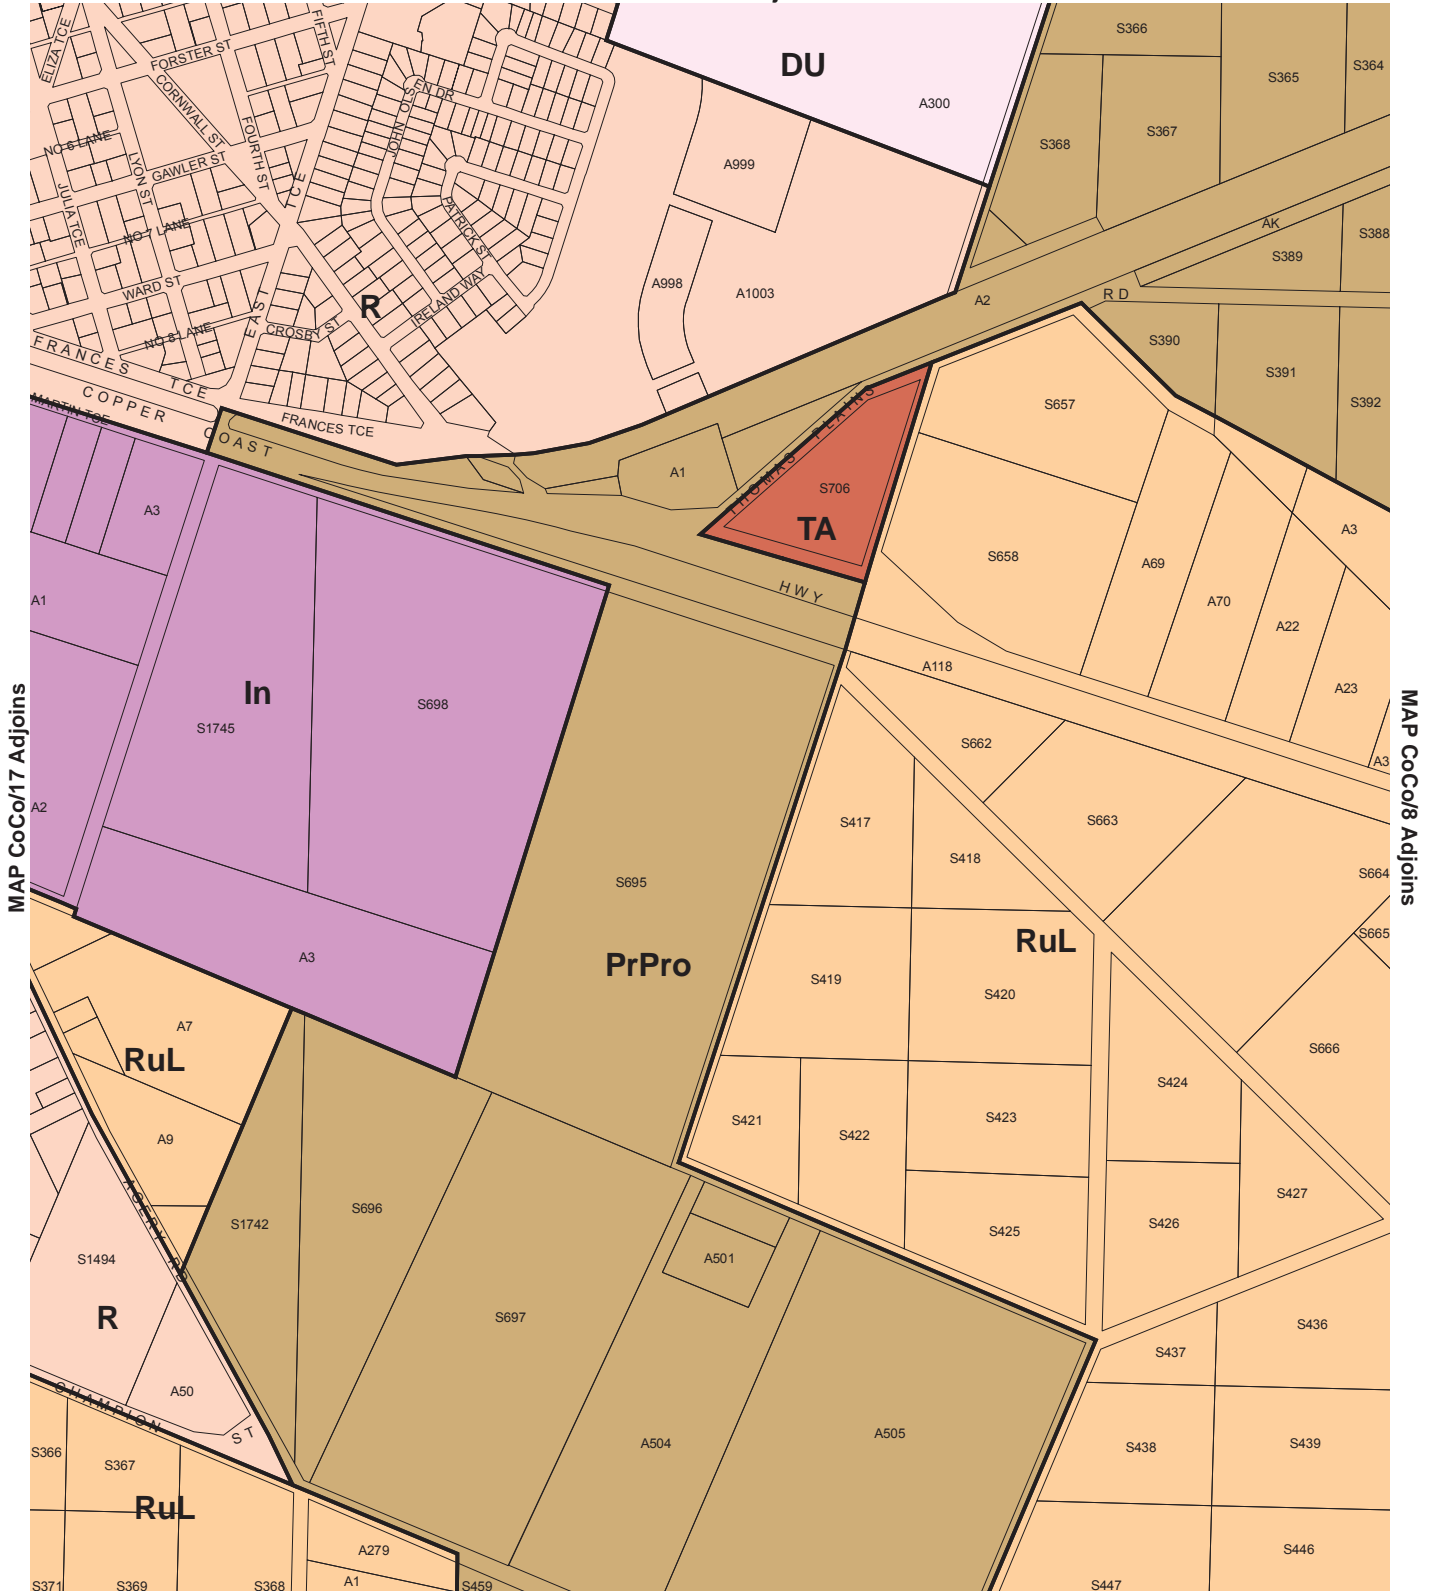 DU
A300
S366
S365
S364
S368
S367
ELIZA TCE
FORSTER ST
FIFTH ST
CORNWALL ST
JOHN OLSEN DR
NO 6 LANE
LYON ST
GAWLER ST
FOURTH ST
JULIA TCE
NO 7 LANE
EAST TCE
PATRICK ST
WARD ST
IRELAND WAY
NO 8 LANE
CROSBY ST
R
A999
A998
A1003
A2
AK
RD
S388
S389
S390
S391
S392
FRANCES TCE
COPPER COAST HWY
MARTIN TCE
FRANCES TCE
A1
THOMAS PLAINS
S706
TA
S657
S658
A69
A70
A22
A3
A23
A3
A118
A3
A1
A2
In
S1745
S698
A3
S695
PrPro
S662
S663
S664
S665
S666
S417
S418
RuL
S419
S420
S421
S422
S423
S424
S425
S426
S427
A7
RuL
A9
AGERY RD
S1742
S696
S1494
R
A50
CHAMPION ST
S697
A501
A504
A505
S436
S437
S438
S439
S446
S447
S366
S367
RuL
A279
A1
S371
S369
S368
S459
MAP CoCo/17 Adjoins
MAP CoCo/8 Adjoins